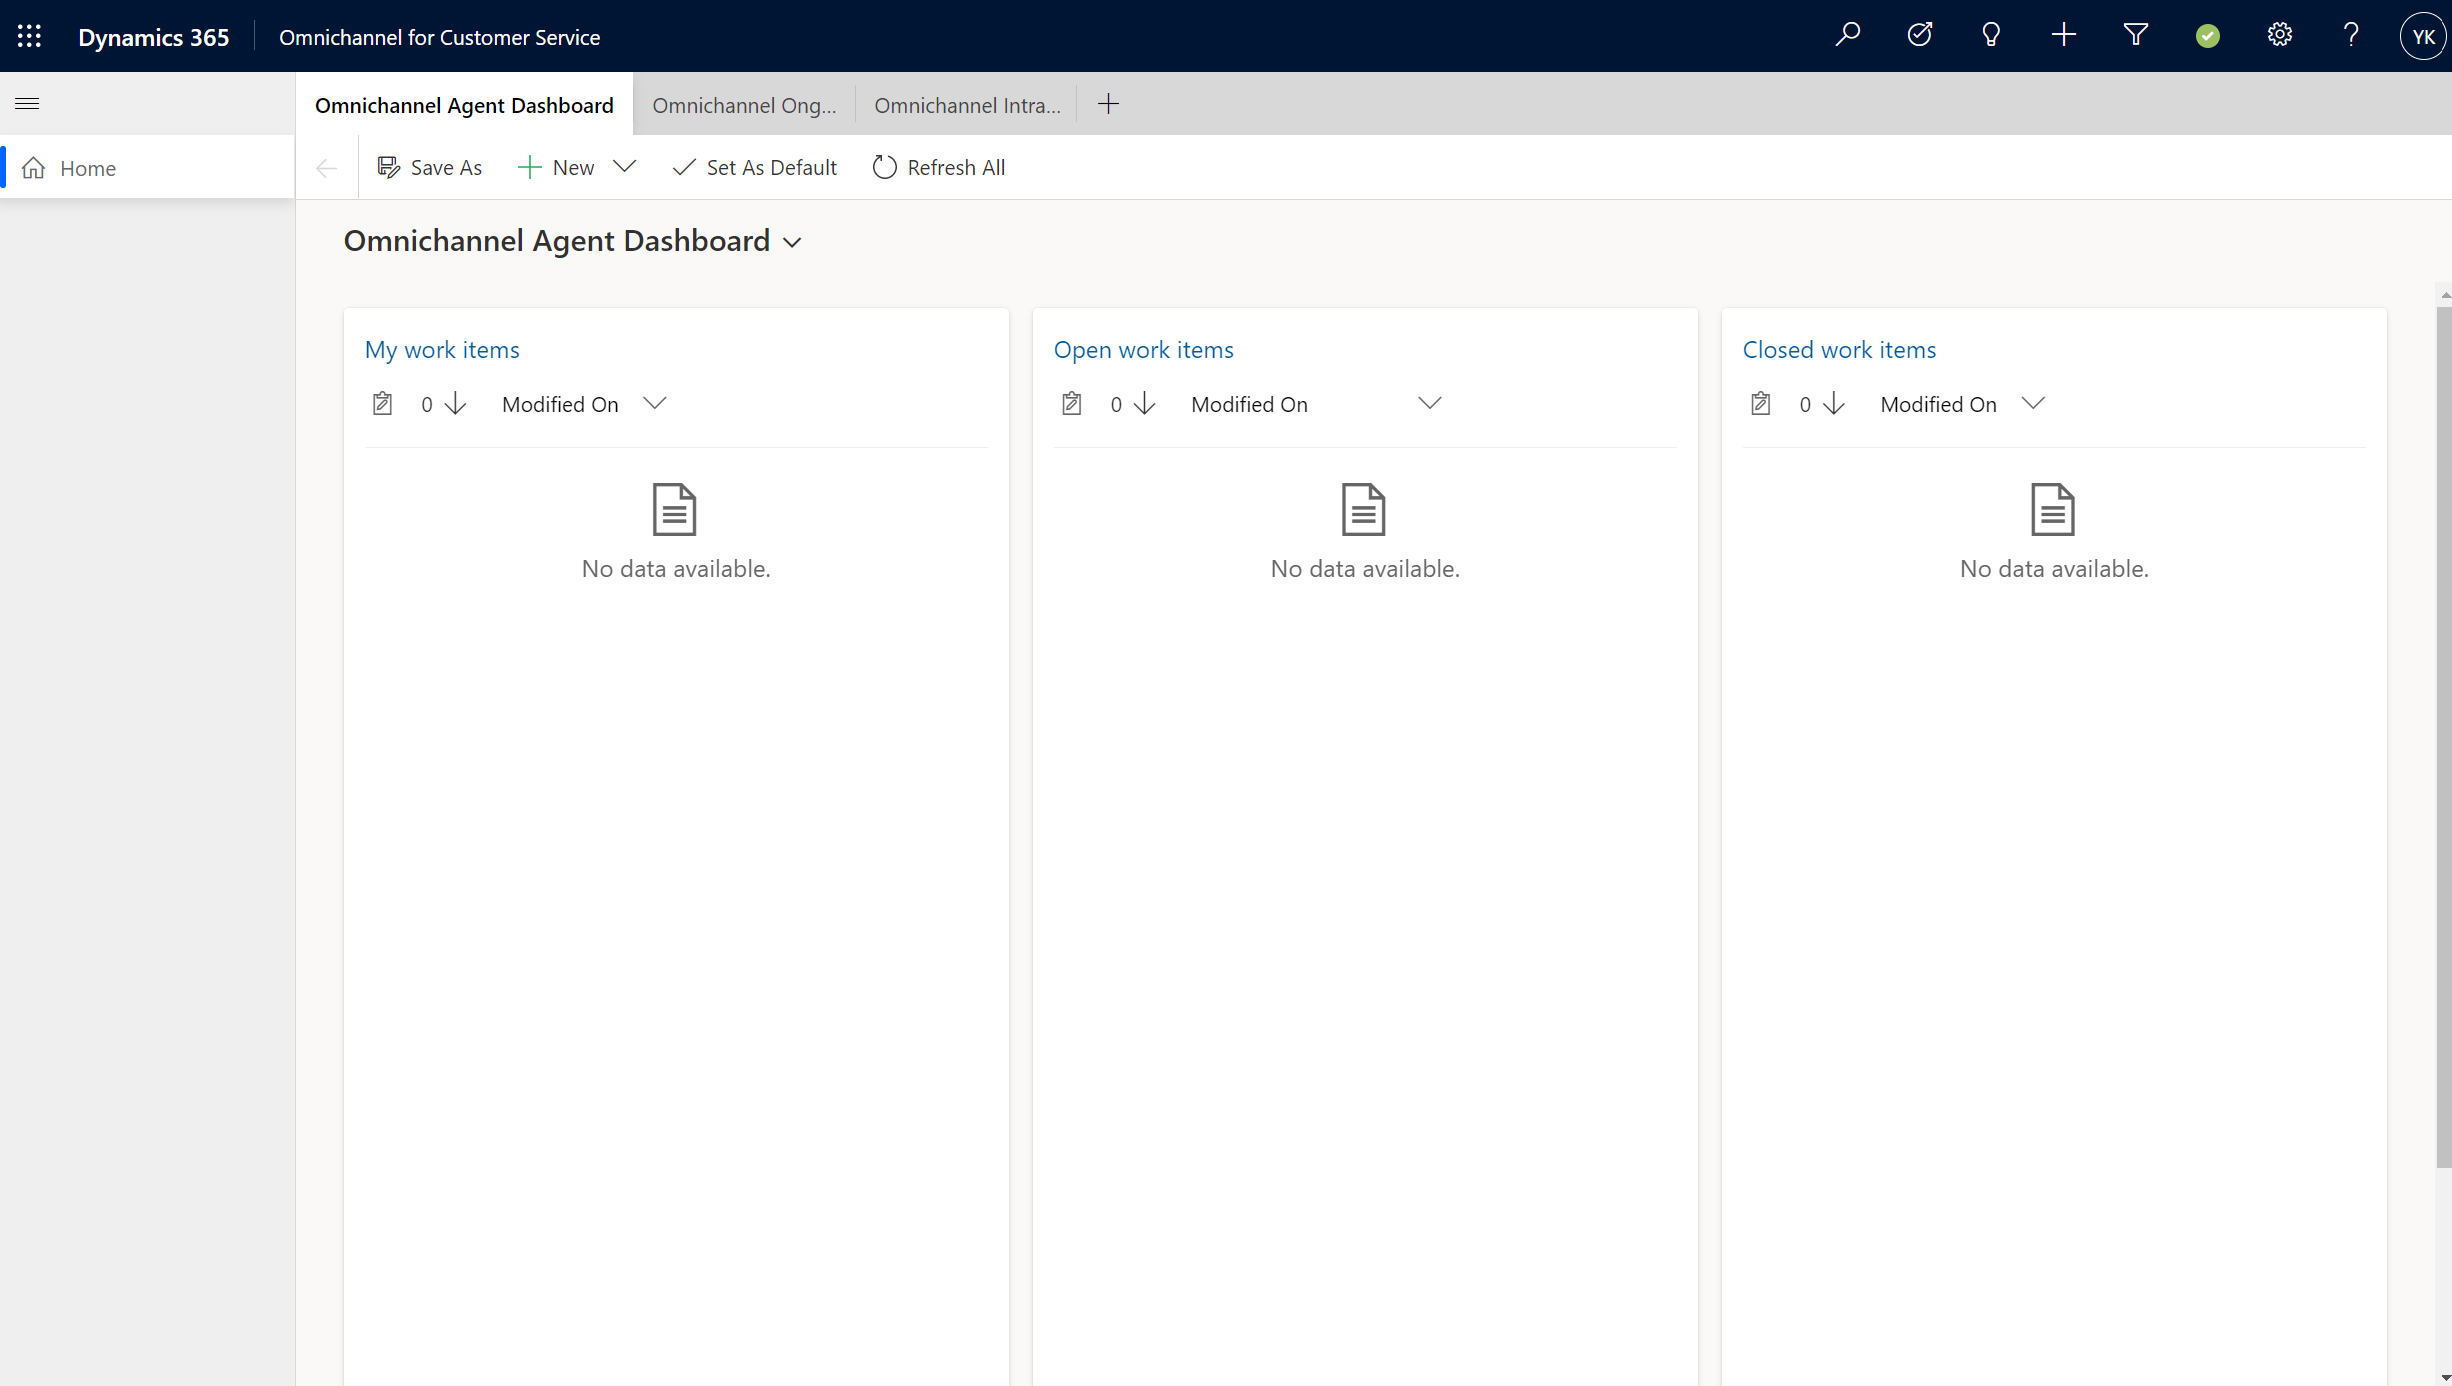 Dynamics 365
Omnichannel for Customer Service
YK
Omnichannel Agent Dashboard
Omnichannel Ong...
Omnichannel Intra...
Home
Save As
New
Set As Default
Refresh All
Omnichannel Agent Dashboard
My work items
0
Modified On
No data available.
Open work items
0
Modified On
No data available.
Closed work items
0
Modified On
No data available.